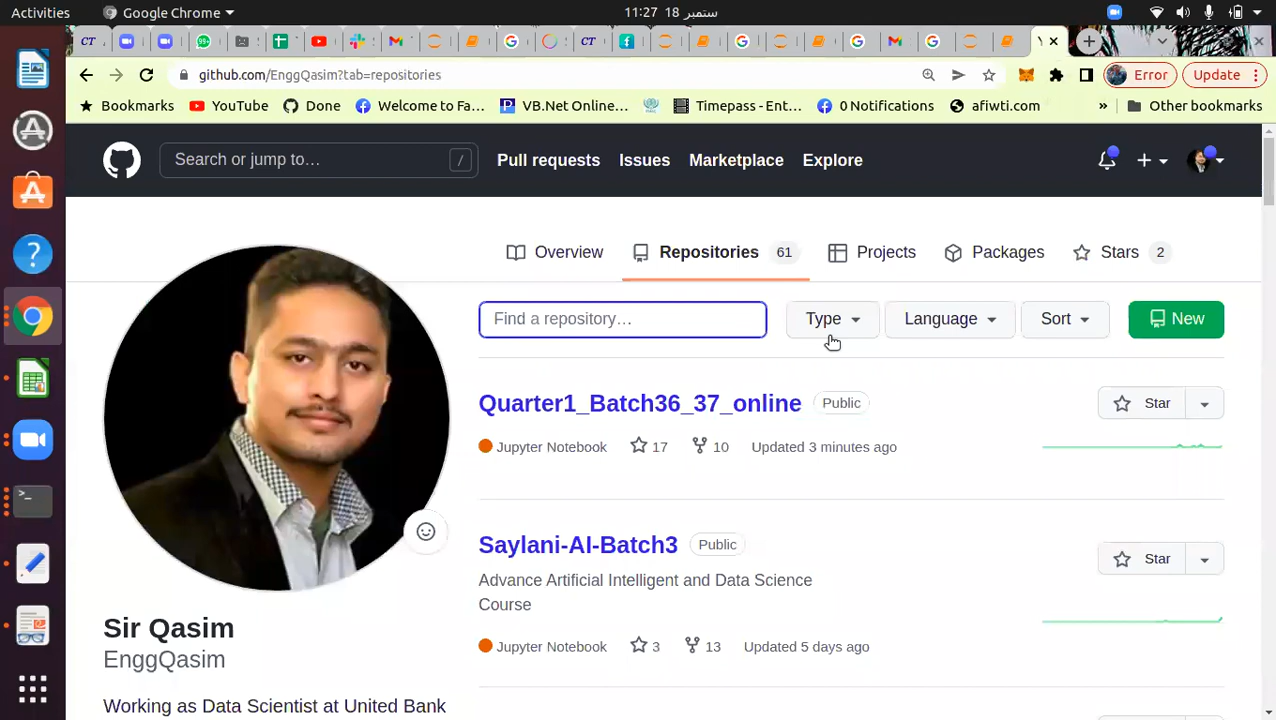 Activities
Google Chrome
11:27 18 ستمبر
CT
99+
CT
Y
github.com/EnggQasim?tab=repositories
Error
Update
Bookmarks
YouTube
Done
Welcome to Fa...
VB.Net Online...
Timepass - Ent...
0 Notifications
afiwti.com
»
Other bookmarks
Search or jump to...
/
Pull requests
Issues
Marketplace
Explore
Overview
Repositories 61
Projects
Packages
Stars 2
Find a repository...
Type
Language
Sort
New
Quarter1_Batch36_37_online Public
Star
Jupyter Notebook 17 10 Updated 3 minutes ago
Saylani-AI-Batch3 Public
Star
Advance Artificial Intelligent and Data Science
Course
Jupyter Notebook 3 13 Updated 5 days ago
Sir Qasim
EnggQasim
Working as Data Scientist at United Bank